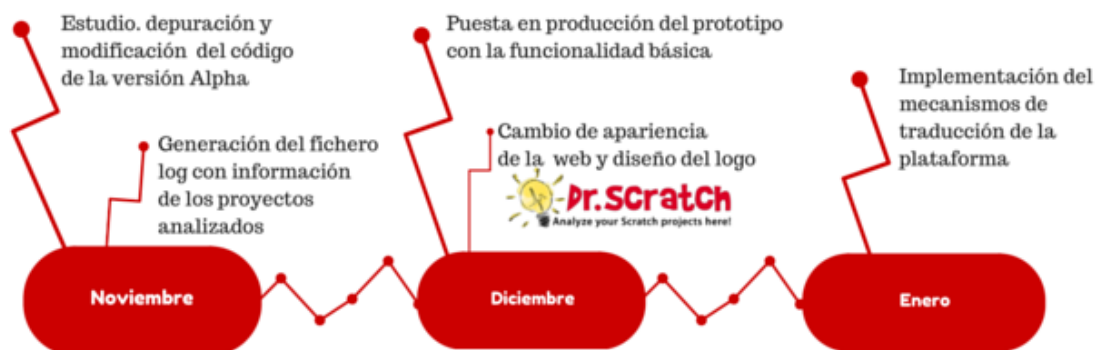 Estudio. depuración y
modificación del código
de la versión Alpha
Generación del fichero
log con información
de los proyectos
analizados
Noviembre
Puesta en producción del prototipo
con la funcionalidad básica
Cambio de apariencia
de la web y diseño del logo
Dr.Scratch
Analyze your Scratch projects here!
Diciembre
Implementación del
mecanismos de
traducción de la
plataforma
Enero